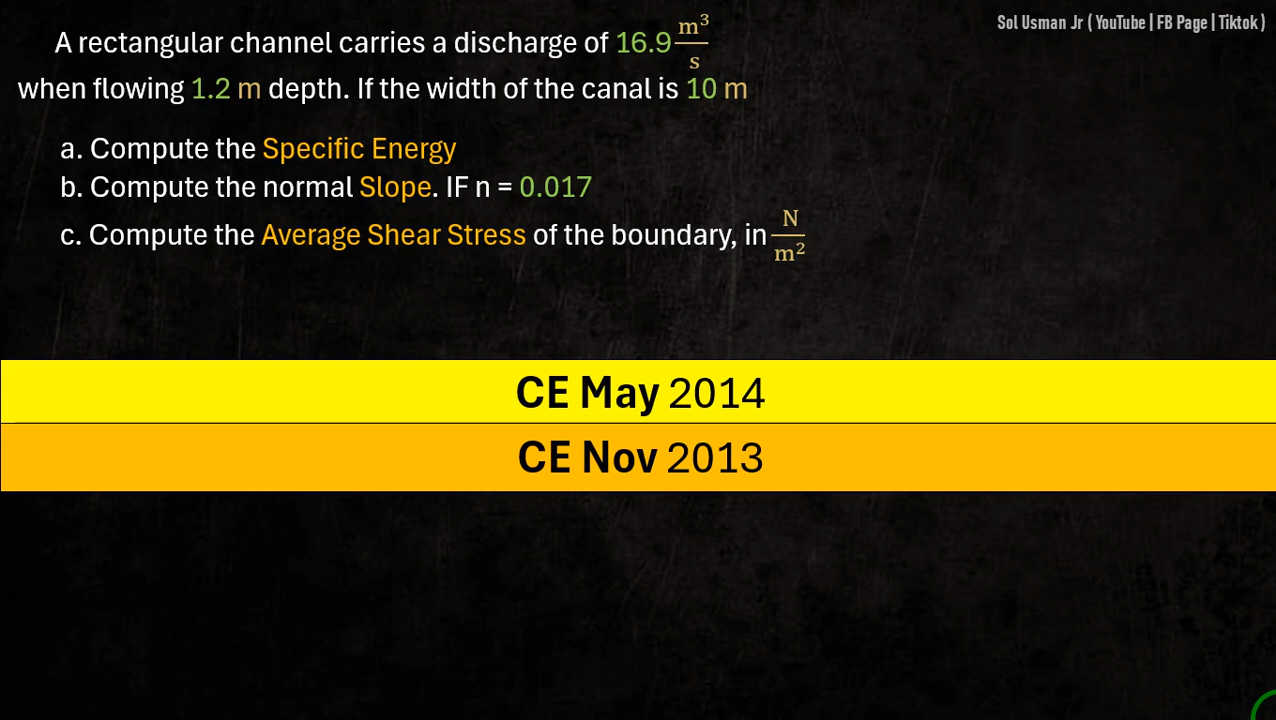 Sol Usman Jr ( YouTube | FB Page | Tiktok )
A rectangular channel carries a discharge of 16.9 m³/s
when flowing 1.2 m depth. If the width of the canal is 10 m
a. Compute the Specific Energy
b. Compute the normal Slope. IF n = 0.017
c. Compute the Average Shear Stress of the boundary, in N/m²
CE May 2014
CE Nov 2013